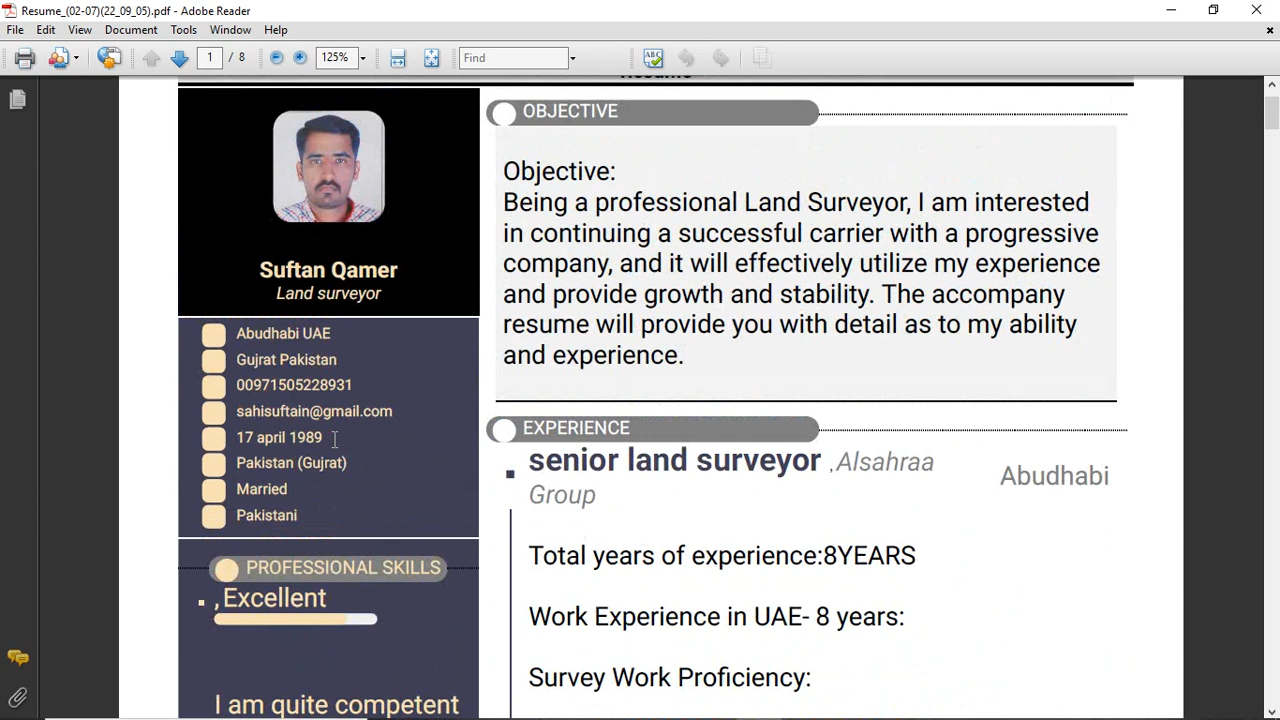 Resume_(02-07)(22_09_05).pdf - Adobe Reader
File Edit View Document Tools Window Help
1 / 8 125% Find
Resume
Suftan Qamer
Land surveyor
Abudhabi UAE
Gujrat Pakistan
00971505228931
sahisuftain@gmail.com
17 april 1989
Pakistan (Gujrat)
Married
Pakistani
PROFESSIONAL SKILLS
,Excellent
I am quite competent
OBJECTIVE
Objective:
Being a professional Land Surveyor, I am interested
in continuing a successful carrier with a progressive
company, and it will effectively utilize my experience
and provide growth and stability. The accompany
resume will provide you with detail as to my ability
and experience.
EXPERIENCE
senior land surveyor ,Alsahraa
Group
Abudhabi
Total years of experience:8YEARS
Work Experience in UAE- 8 years:
Survey Work Proficiency: